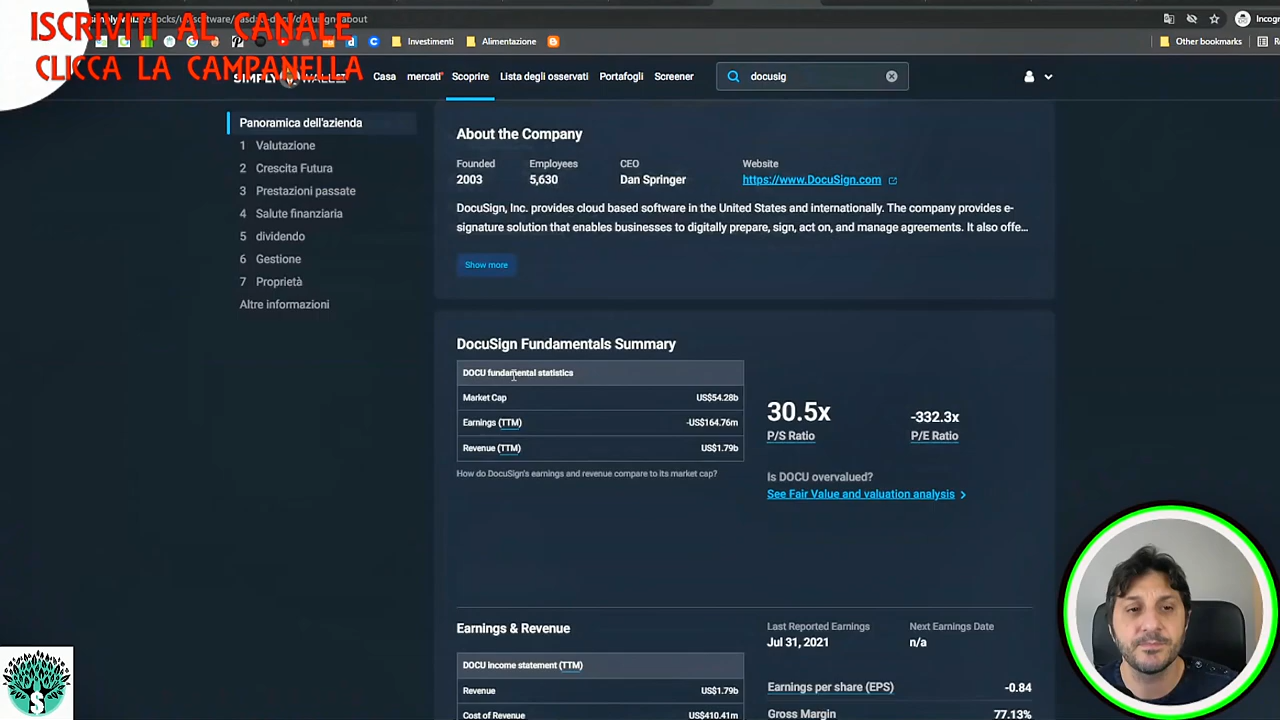 ISCRIVITI AL CANALE
CLICCA LA CAMPANELLA
about
Investimenti
Alimentazione
Other bookmarks
Casa
mercati
Scoprire
Lista degli osservati
Portafogli
Screener
docusig
Panoramica dell'azienda
1 Valutazione
2 Crescita Futura
3 Prestazioni passate
4 Salute finanziaria
5 dividendo
6 Gestione
7 Proprietà
Altre informazioni
About the Company
Founded Employees CEO Website
2003 5,630 Dan Springer https://www.DocuSign.com
DocuSign, Inc. provides cloud based software in the United States and internationally. The company provides e-
signature solution that enables businesses to digitally prepare, sign, act on, and manage agreements. It also offe...
Show more
DocuSign Fundamentals Summary
DOCU fundamental statistics
Market Cap US$54.28b
Earnings (TTM) -US$164.76m
Revenue (TTM) US$1.79b
How do DocuSign's earnings and revenue compare to its market cap?
30.5x
P/S Ratio
-332.3x
P/E Ratio
Is DOCU overvalued?
See Fair Value and valuation analysis
Earnings & Revenue
DOCU income statement (TTM)
Revenue US$1.79b
Cost of Revenue US$410.41m
Last Reported Earnings
Jul 31, 2021
Next Earnings Date
n/a
Earnings per share (EPS) -0.84
Gross Margin 77.13%
S